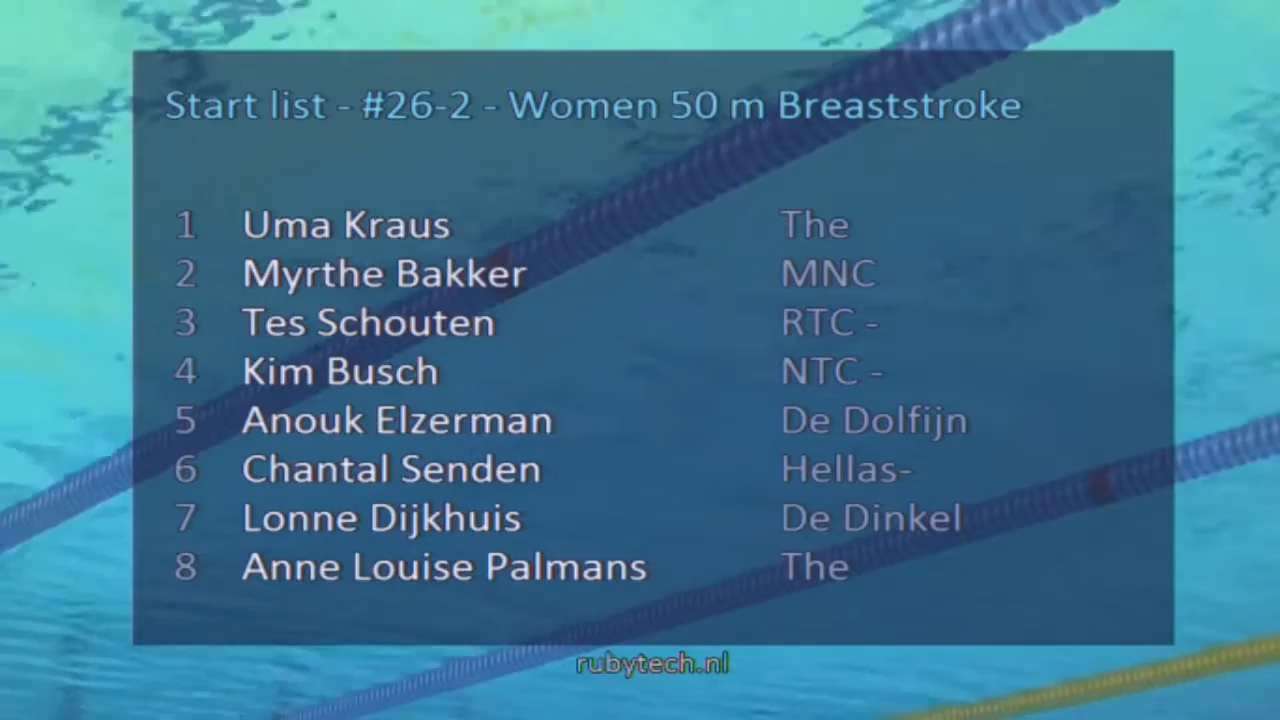 Start list - #26-2 - Women 50 m Breaststroke
1 Uma Kraus The
2 Myrthe Bakker MNC
3 Tes Schouten RTC -
4 Kim Busch NTC -
5 Anouk Elzerman De Dolfijn
6 Chantal Senden Hellas-
7 Lonne Dijkhuis De Dinkel
8 Anne Louise Palmans The
rubytech.nl